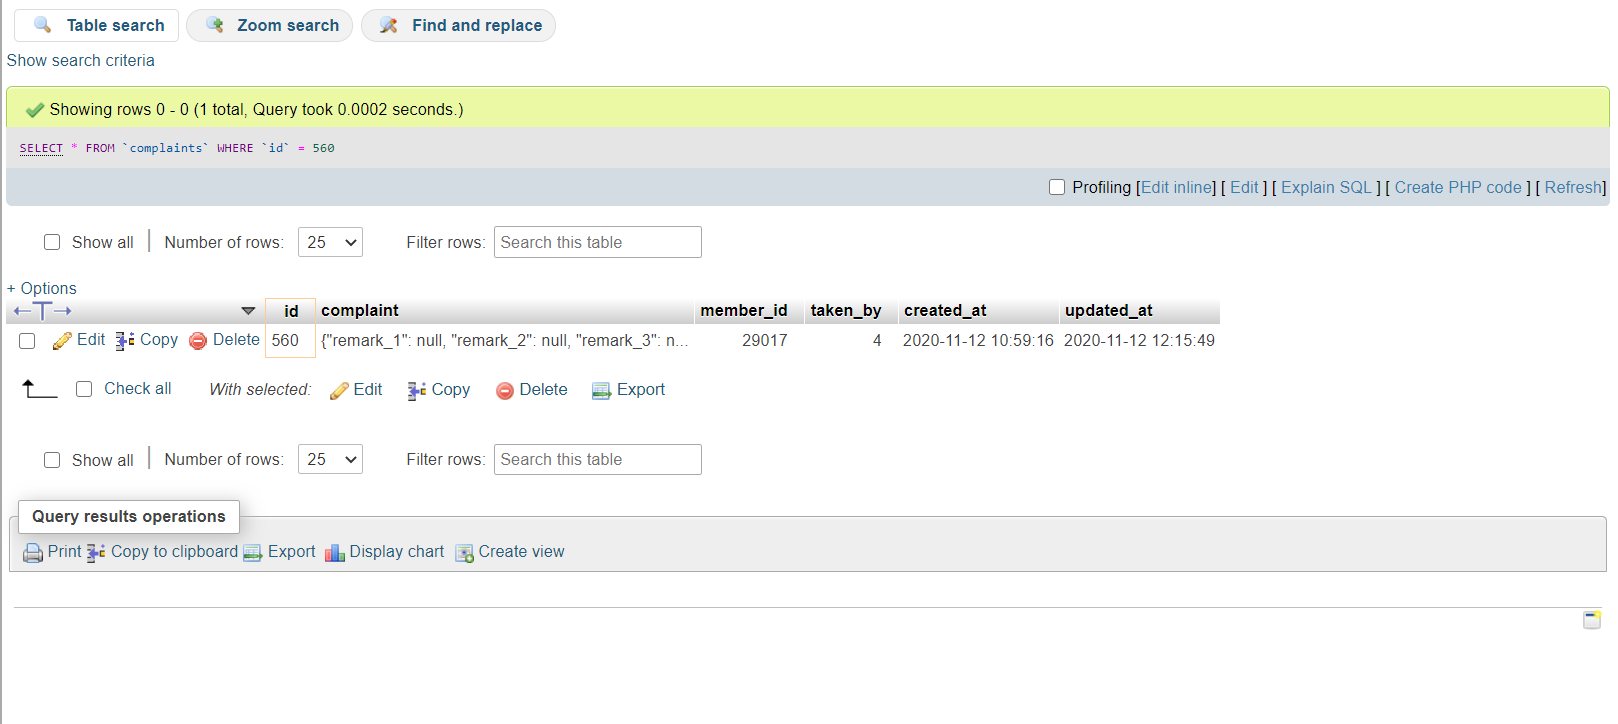 Table search Zoom search Find and replace
Show search criteria
Showing rows 0 - 0 (1 total, Query took 0.0002 seconds.)
SELECT * FROM `complaints` WHERE `id` = 560
Profiling [Edit inline] [ Edit ] [ Explain SQL ] [ Create PHP code ] [ Refresh]
Show all Number of rows: 25 Filter rows: Search this table
+ Options
id complaint member_id taken_by created_at updated_at
Edit Copy Delete 560 {"remark_1": null, "remark_2": null, "remark_3": n... 29017 4 2020-11-12 10:59:16 2020-11-12 12:15:49
Check all With selected: Edit Copy Delete Export
Show all Number of rows: 25 Filter rows: Search this table
Query results operations
Print Copy to clipboard Export Display chart Create view